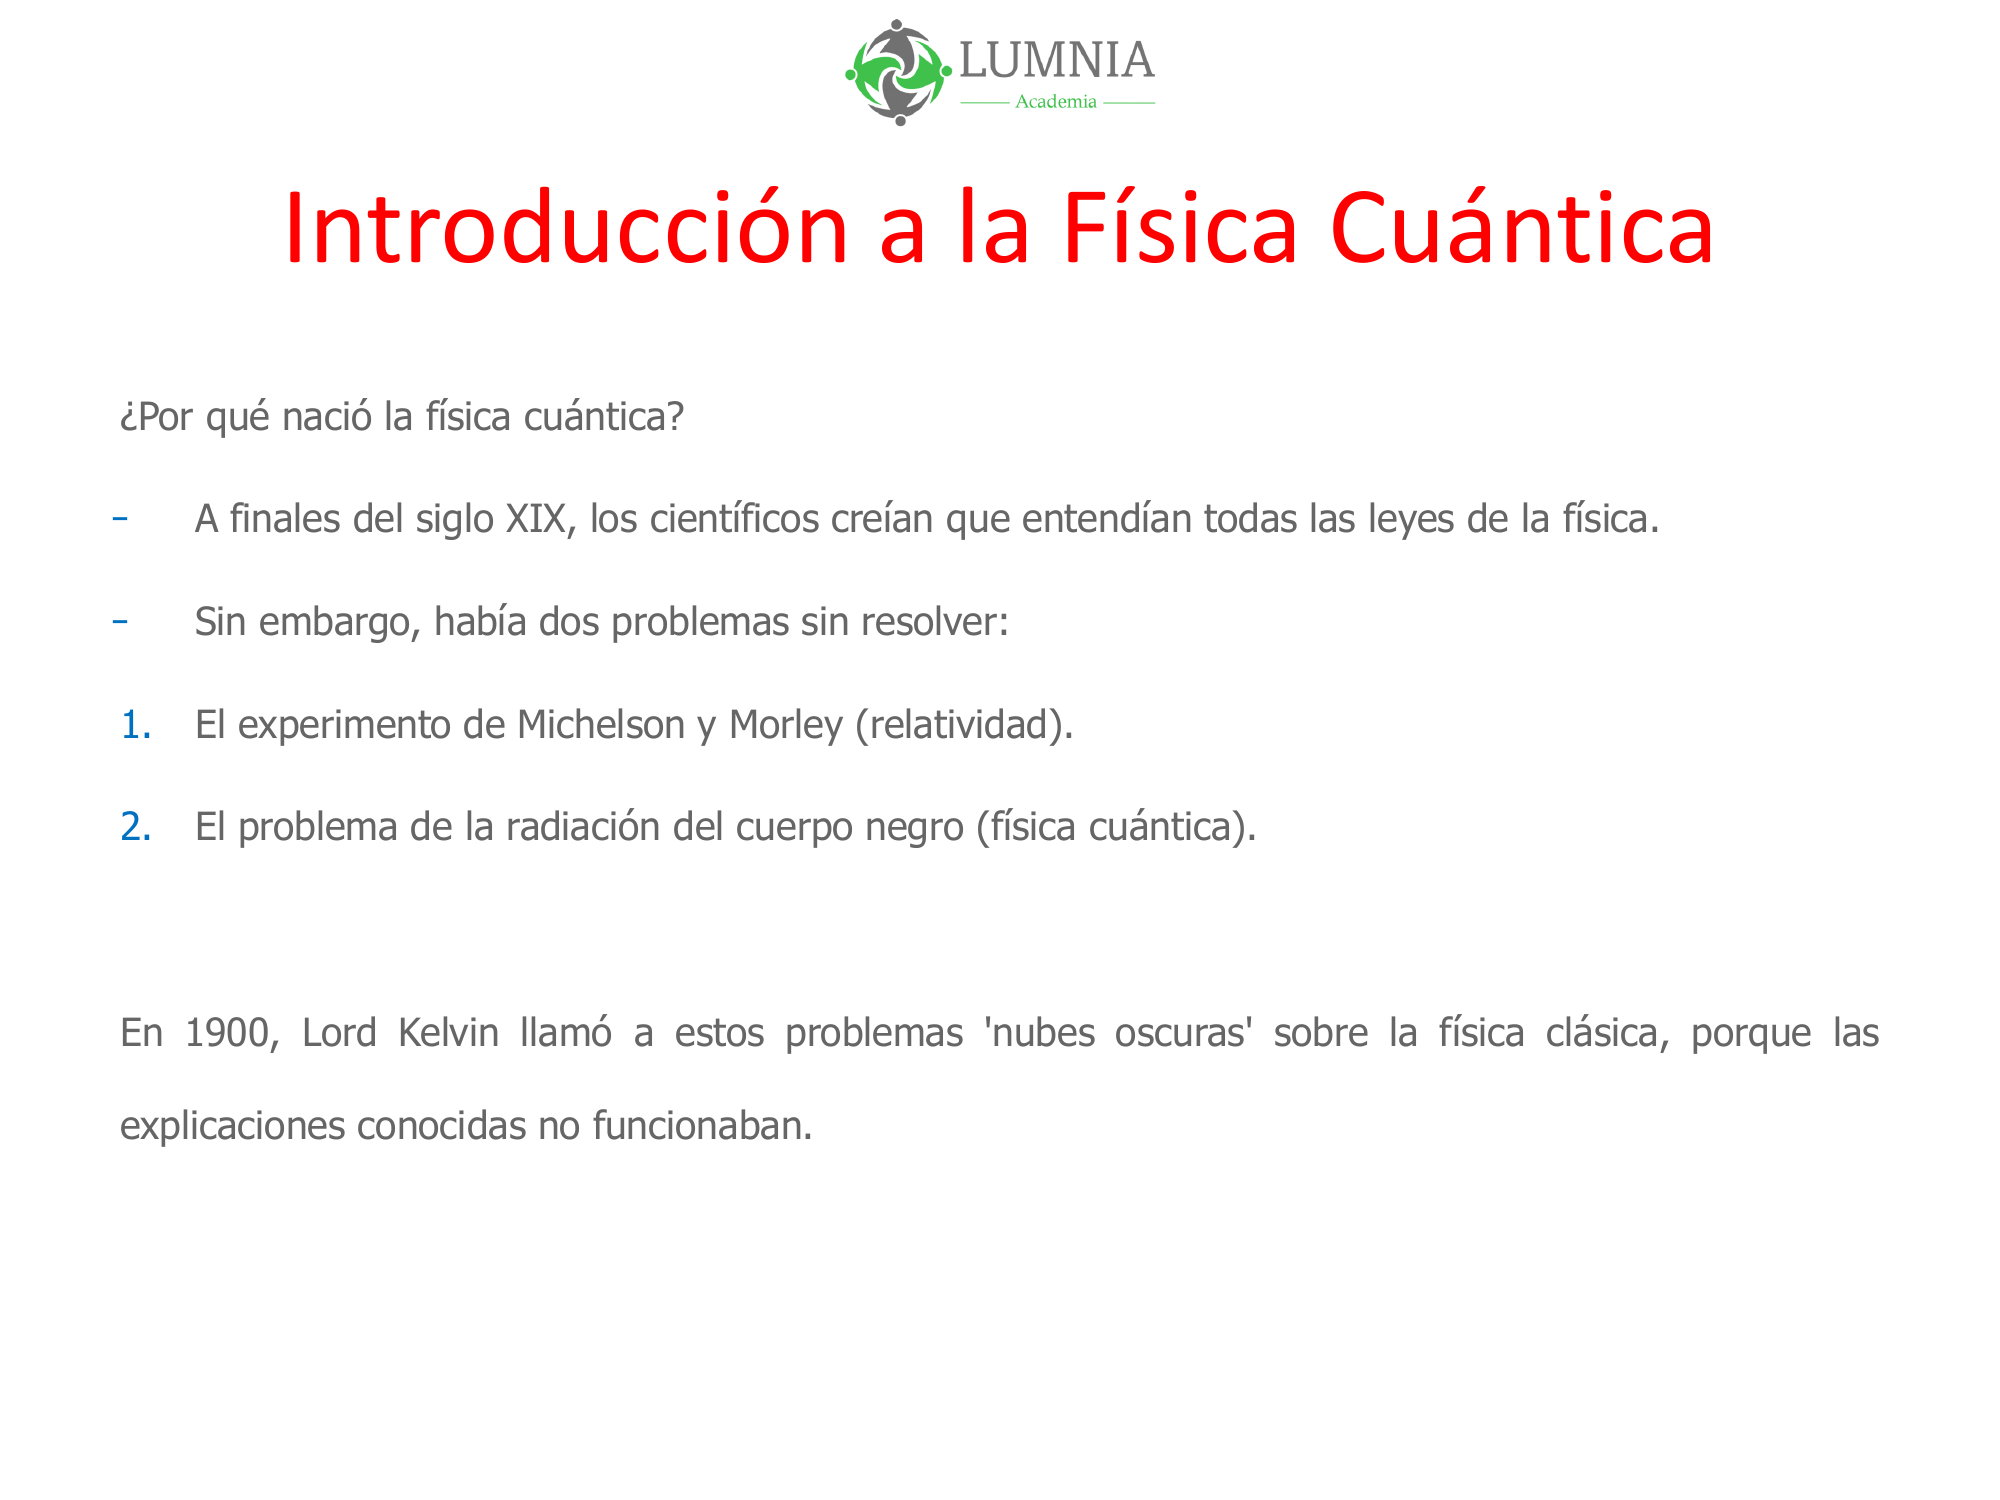 LUMNIA
Academia
Introducción a la Física Cuántica
¿Por qué nació la física cuántica?
- A finales del siglo XIX, los científicos creían que entendían todas las leyes de la física.
- Sin embargo, había dos problemas sin resolver:
1. El experimento de Michelson y Morley (relatividad).
2. El problema de la radiación del cuerpo negro (física cuántica).
En 1900, Lord Kelvin llamó a estos problemas 'nubes oscuras' sobre la física clásica, porque las
explicaciones conocidas no funcionaban.